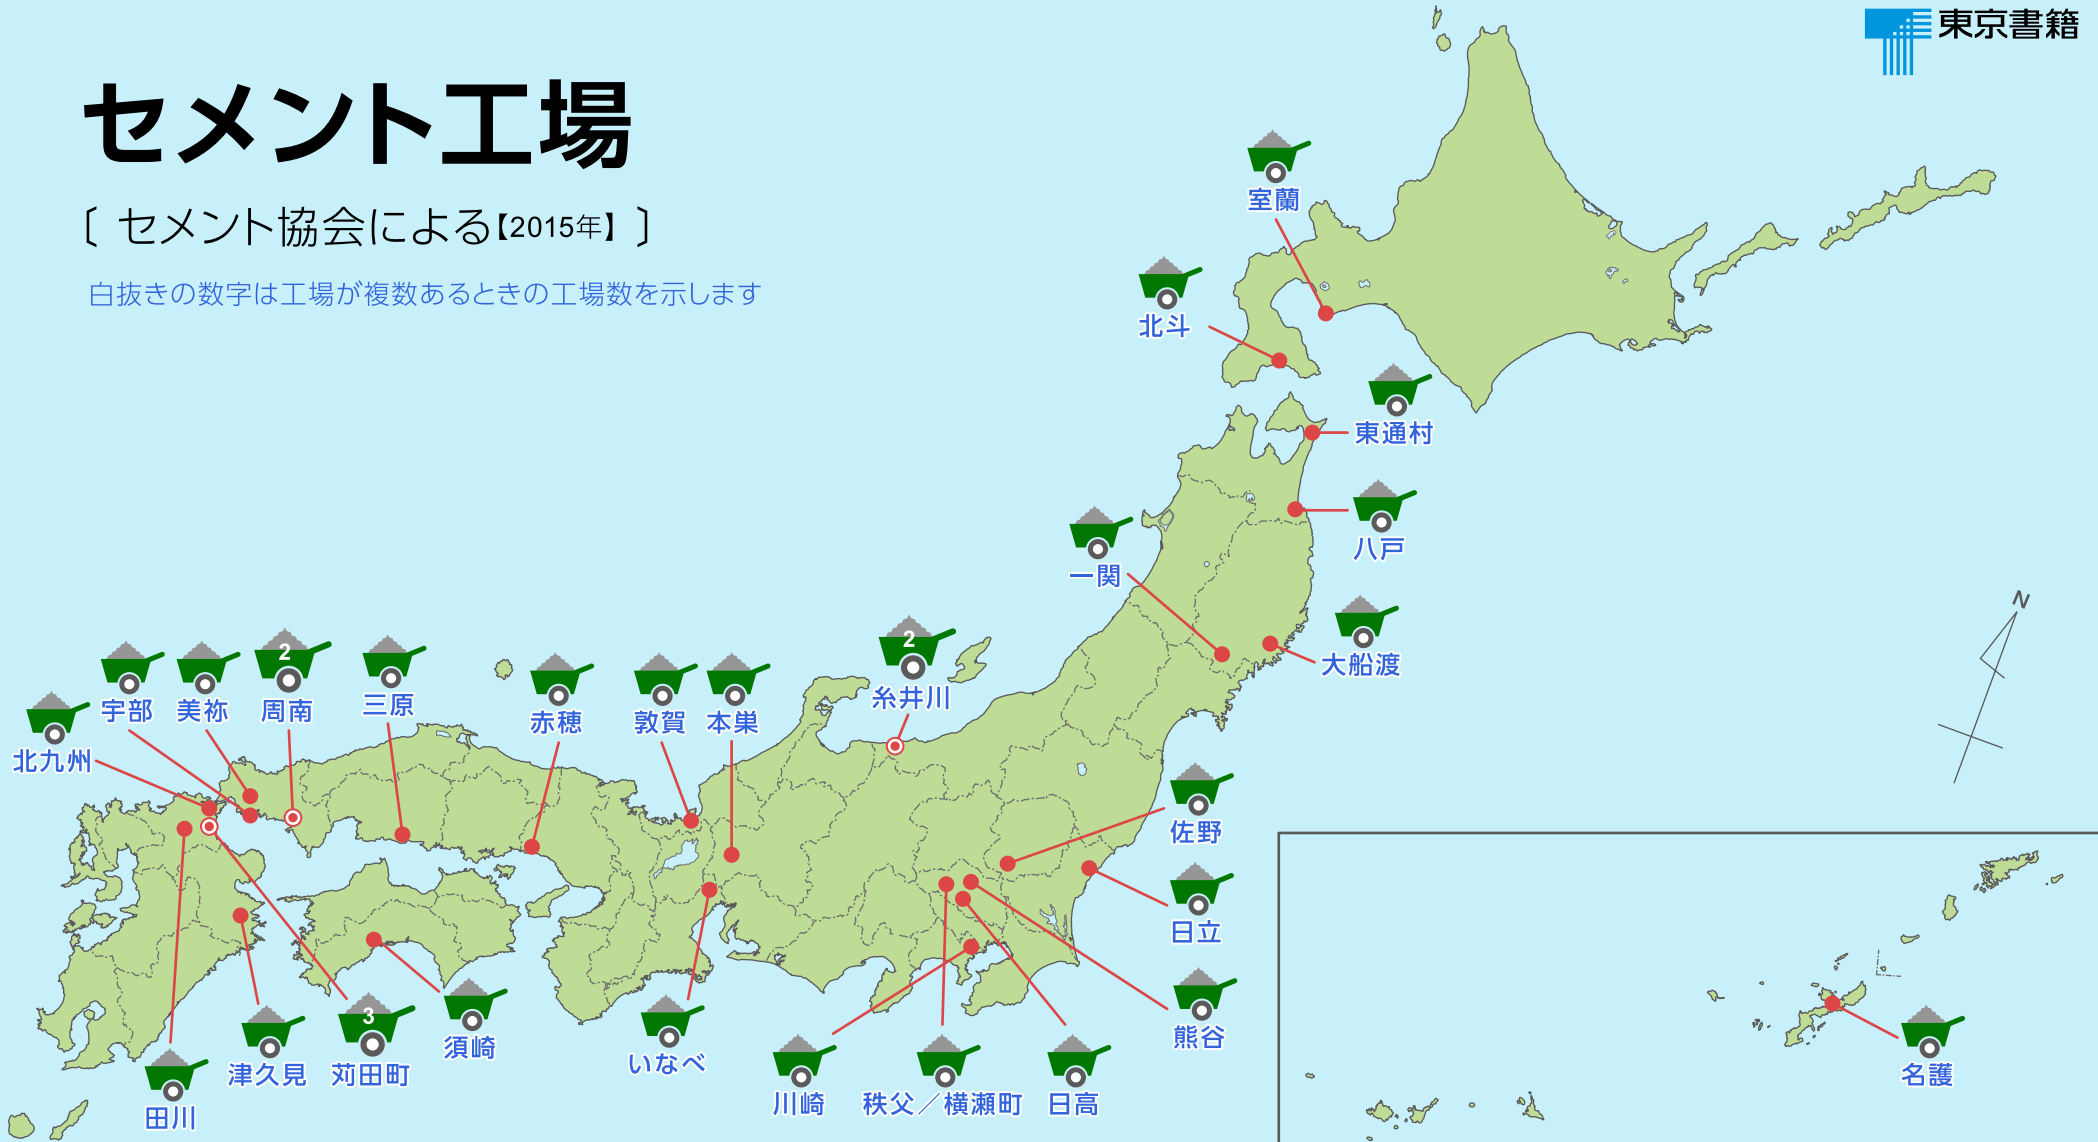 東京書籍
セメント工場
〔 セメント協会による【2015年】 〕
白抜きの数字は工場が複数あるときの工場数を示します
室蘭
北斗
東通村
八戸
一関
大船渡
N
2
糸井川
宇部
美祢
2
周南
三原
赤穂
敦賀
本巣
北九州
佐野
日立
熊谷
須崎
3
苅田町
津久見
田川
いなべ
川崎
秩父／横瀬町
日高
名護